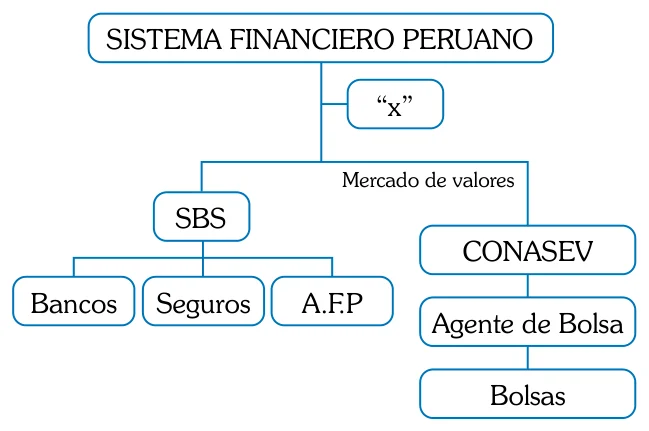 SISTEMA FINANCIERO PERUANO
“x”
Mercado de valores
SBS
CONASEV
Bancos
Seguros
A.F.P
Agente de Bolsa
Bolsas